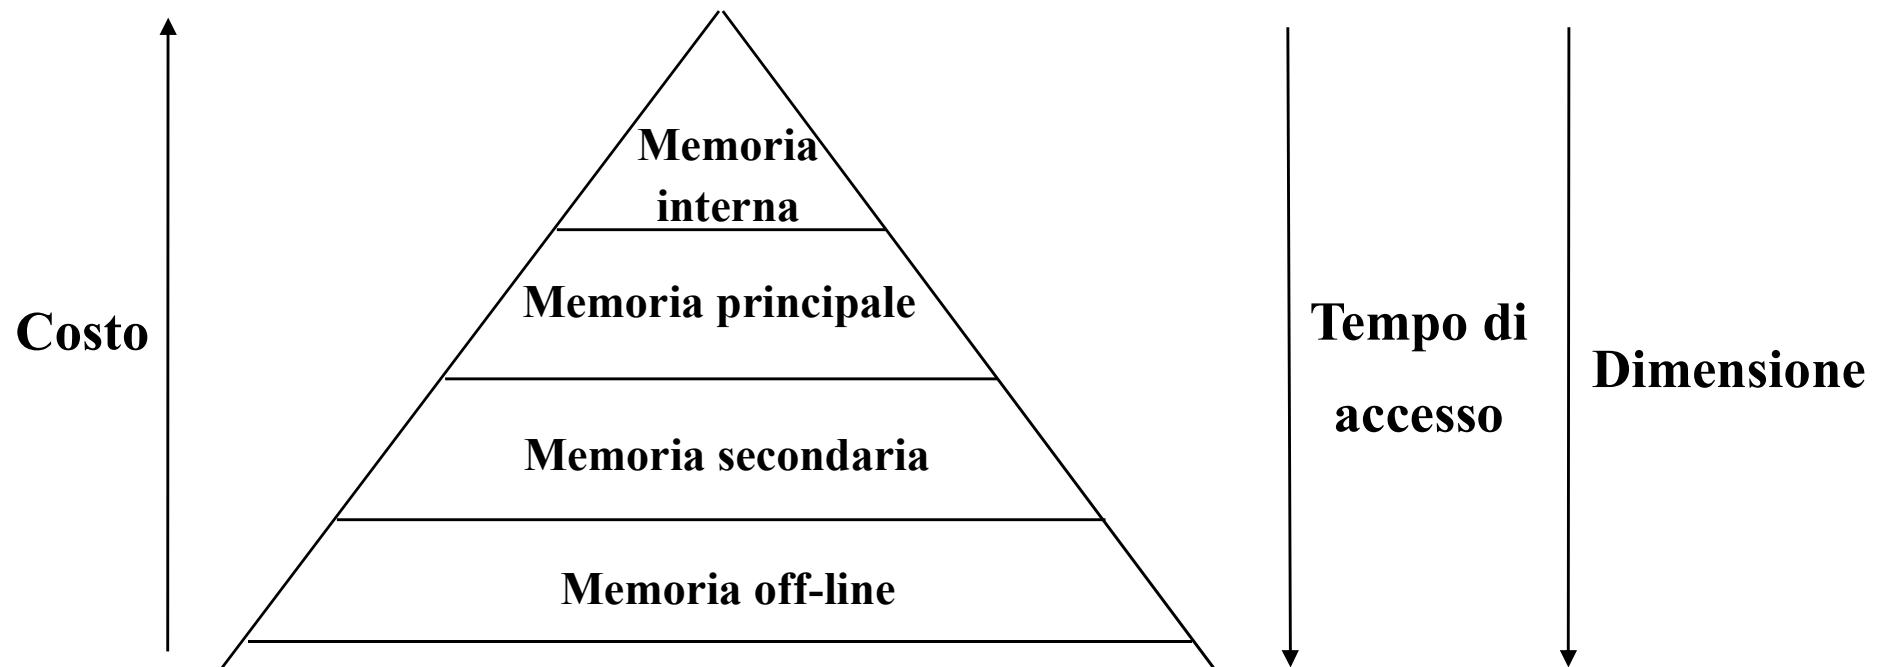 Memoria
interna
Memoria principale
Memoria secondaria
Memoria off-line
Costo
Tempo di
accesso
Dimensione